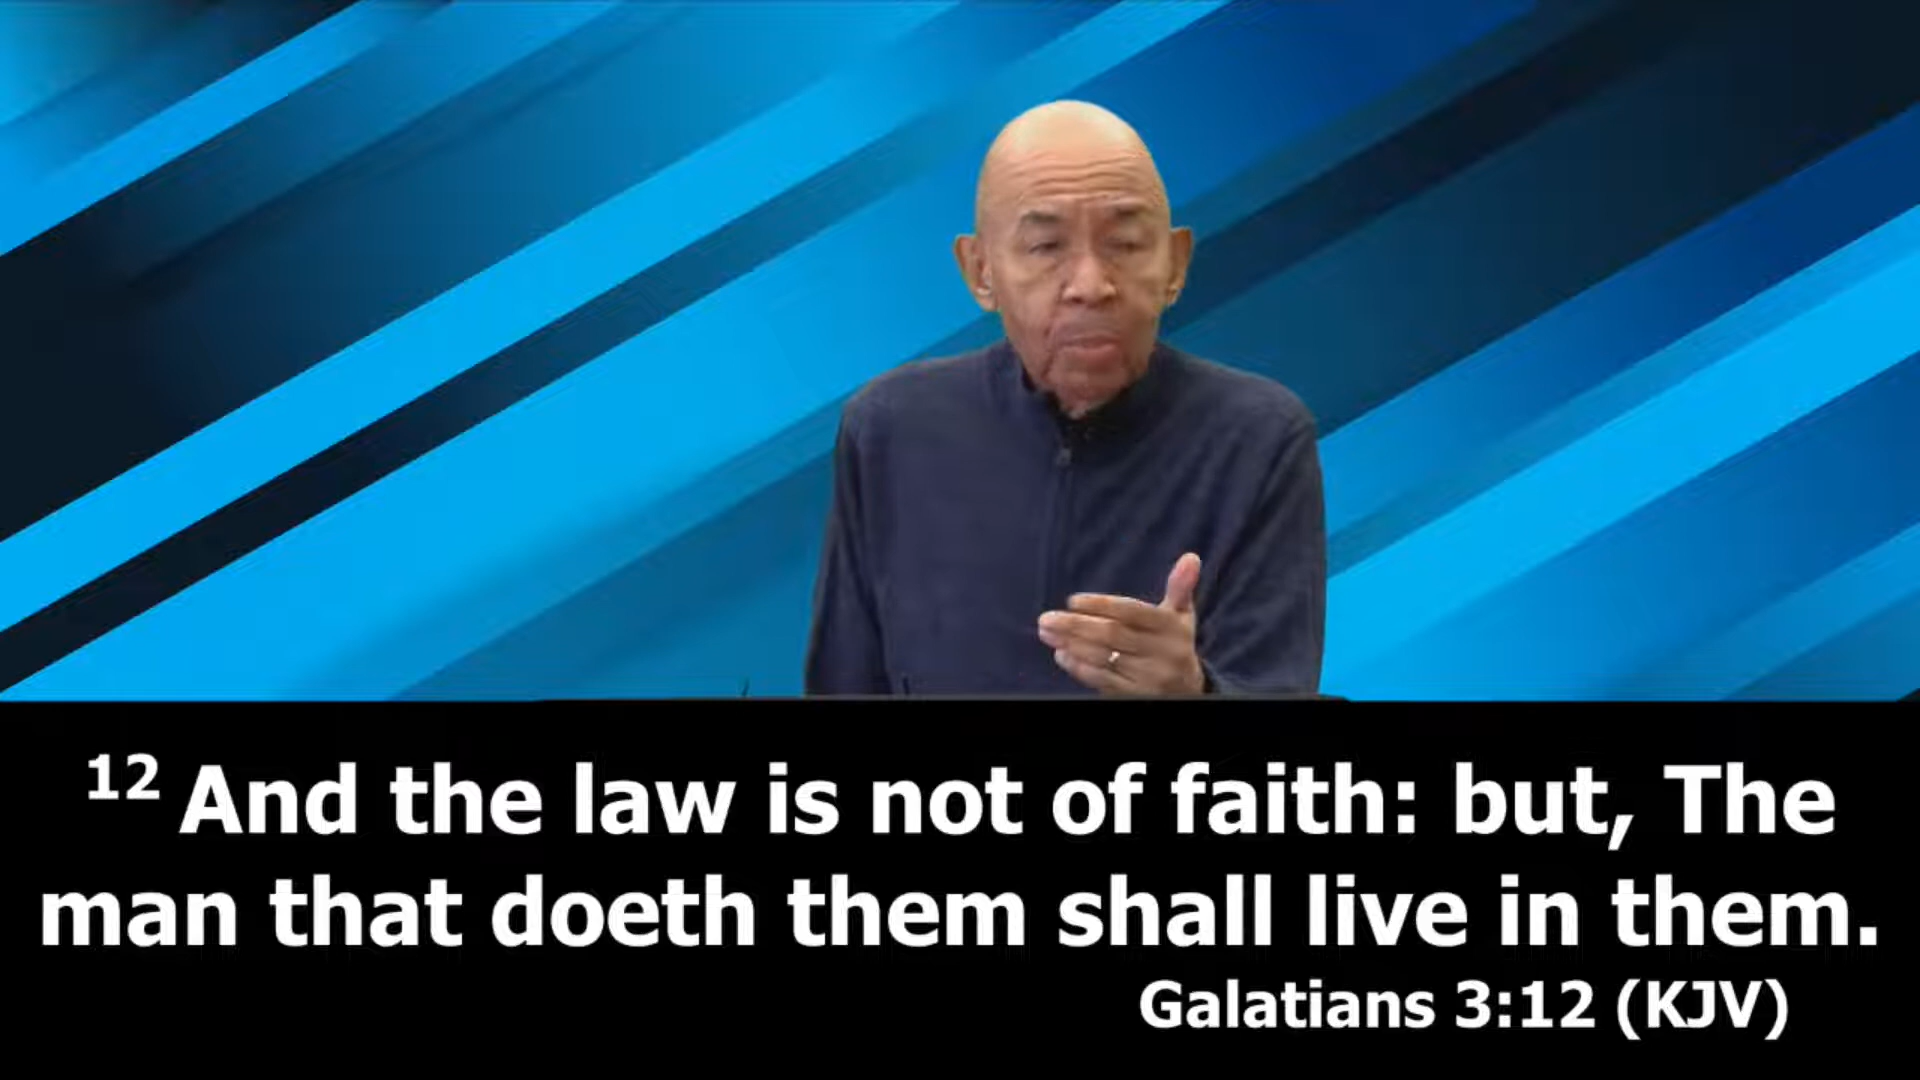 12 And the law is not of faith: but, The
man that doeth them shall live in them.
Galatians 3:12 (KJV)